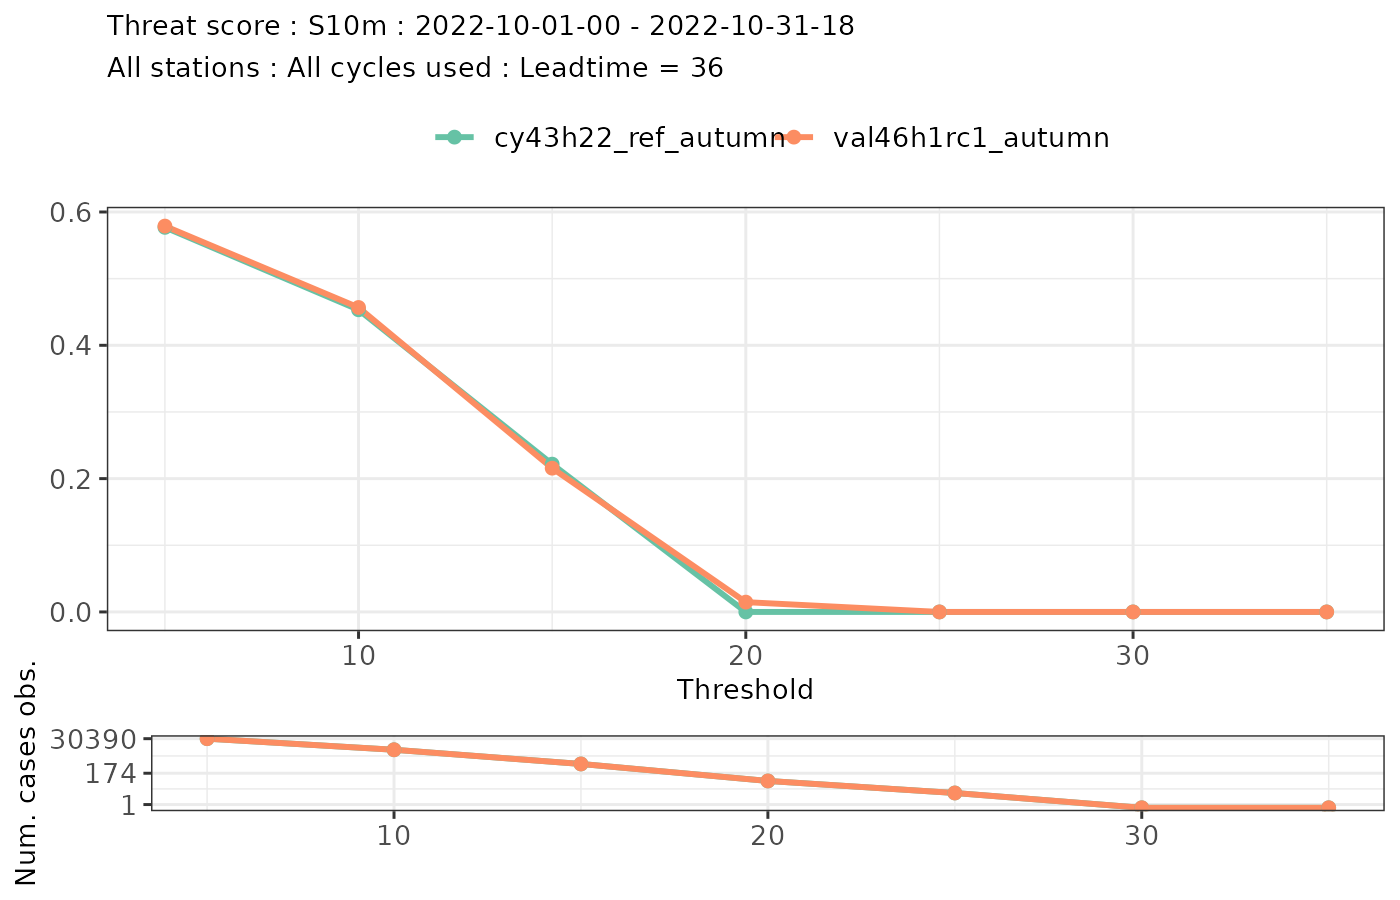 Threat score : S10m : 2022-10-01-00 - 2022-10-31-18
All stations : All cycles used : Leadtime = 36
cy43h22_ref_autumn val46h1rc1_autumn
0.6
0.4
0.2
0.0
10 20 30
Threshold
Num. cases obs.
30390
174
1
10 20 30